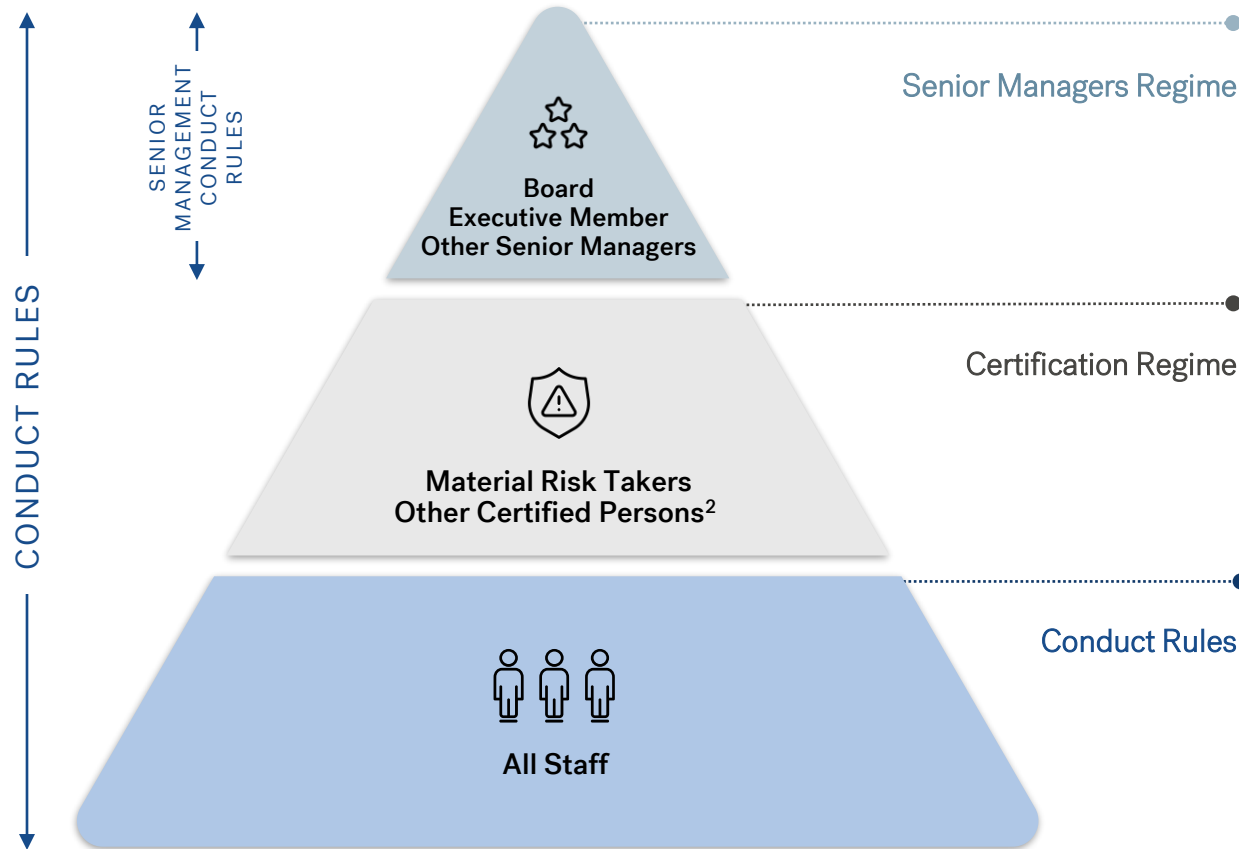 CONDUCT RULES
SENIOR
MANAGEMENT
CONDUCT
RULES
Senior Managers Regime
Board
Executive Member
Other Senior Managers
Certification Regime
Material Risk Takers
Other Certified Persons²
Conduct Rules
All Staff